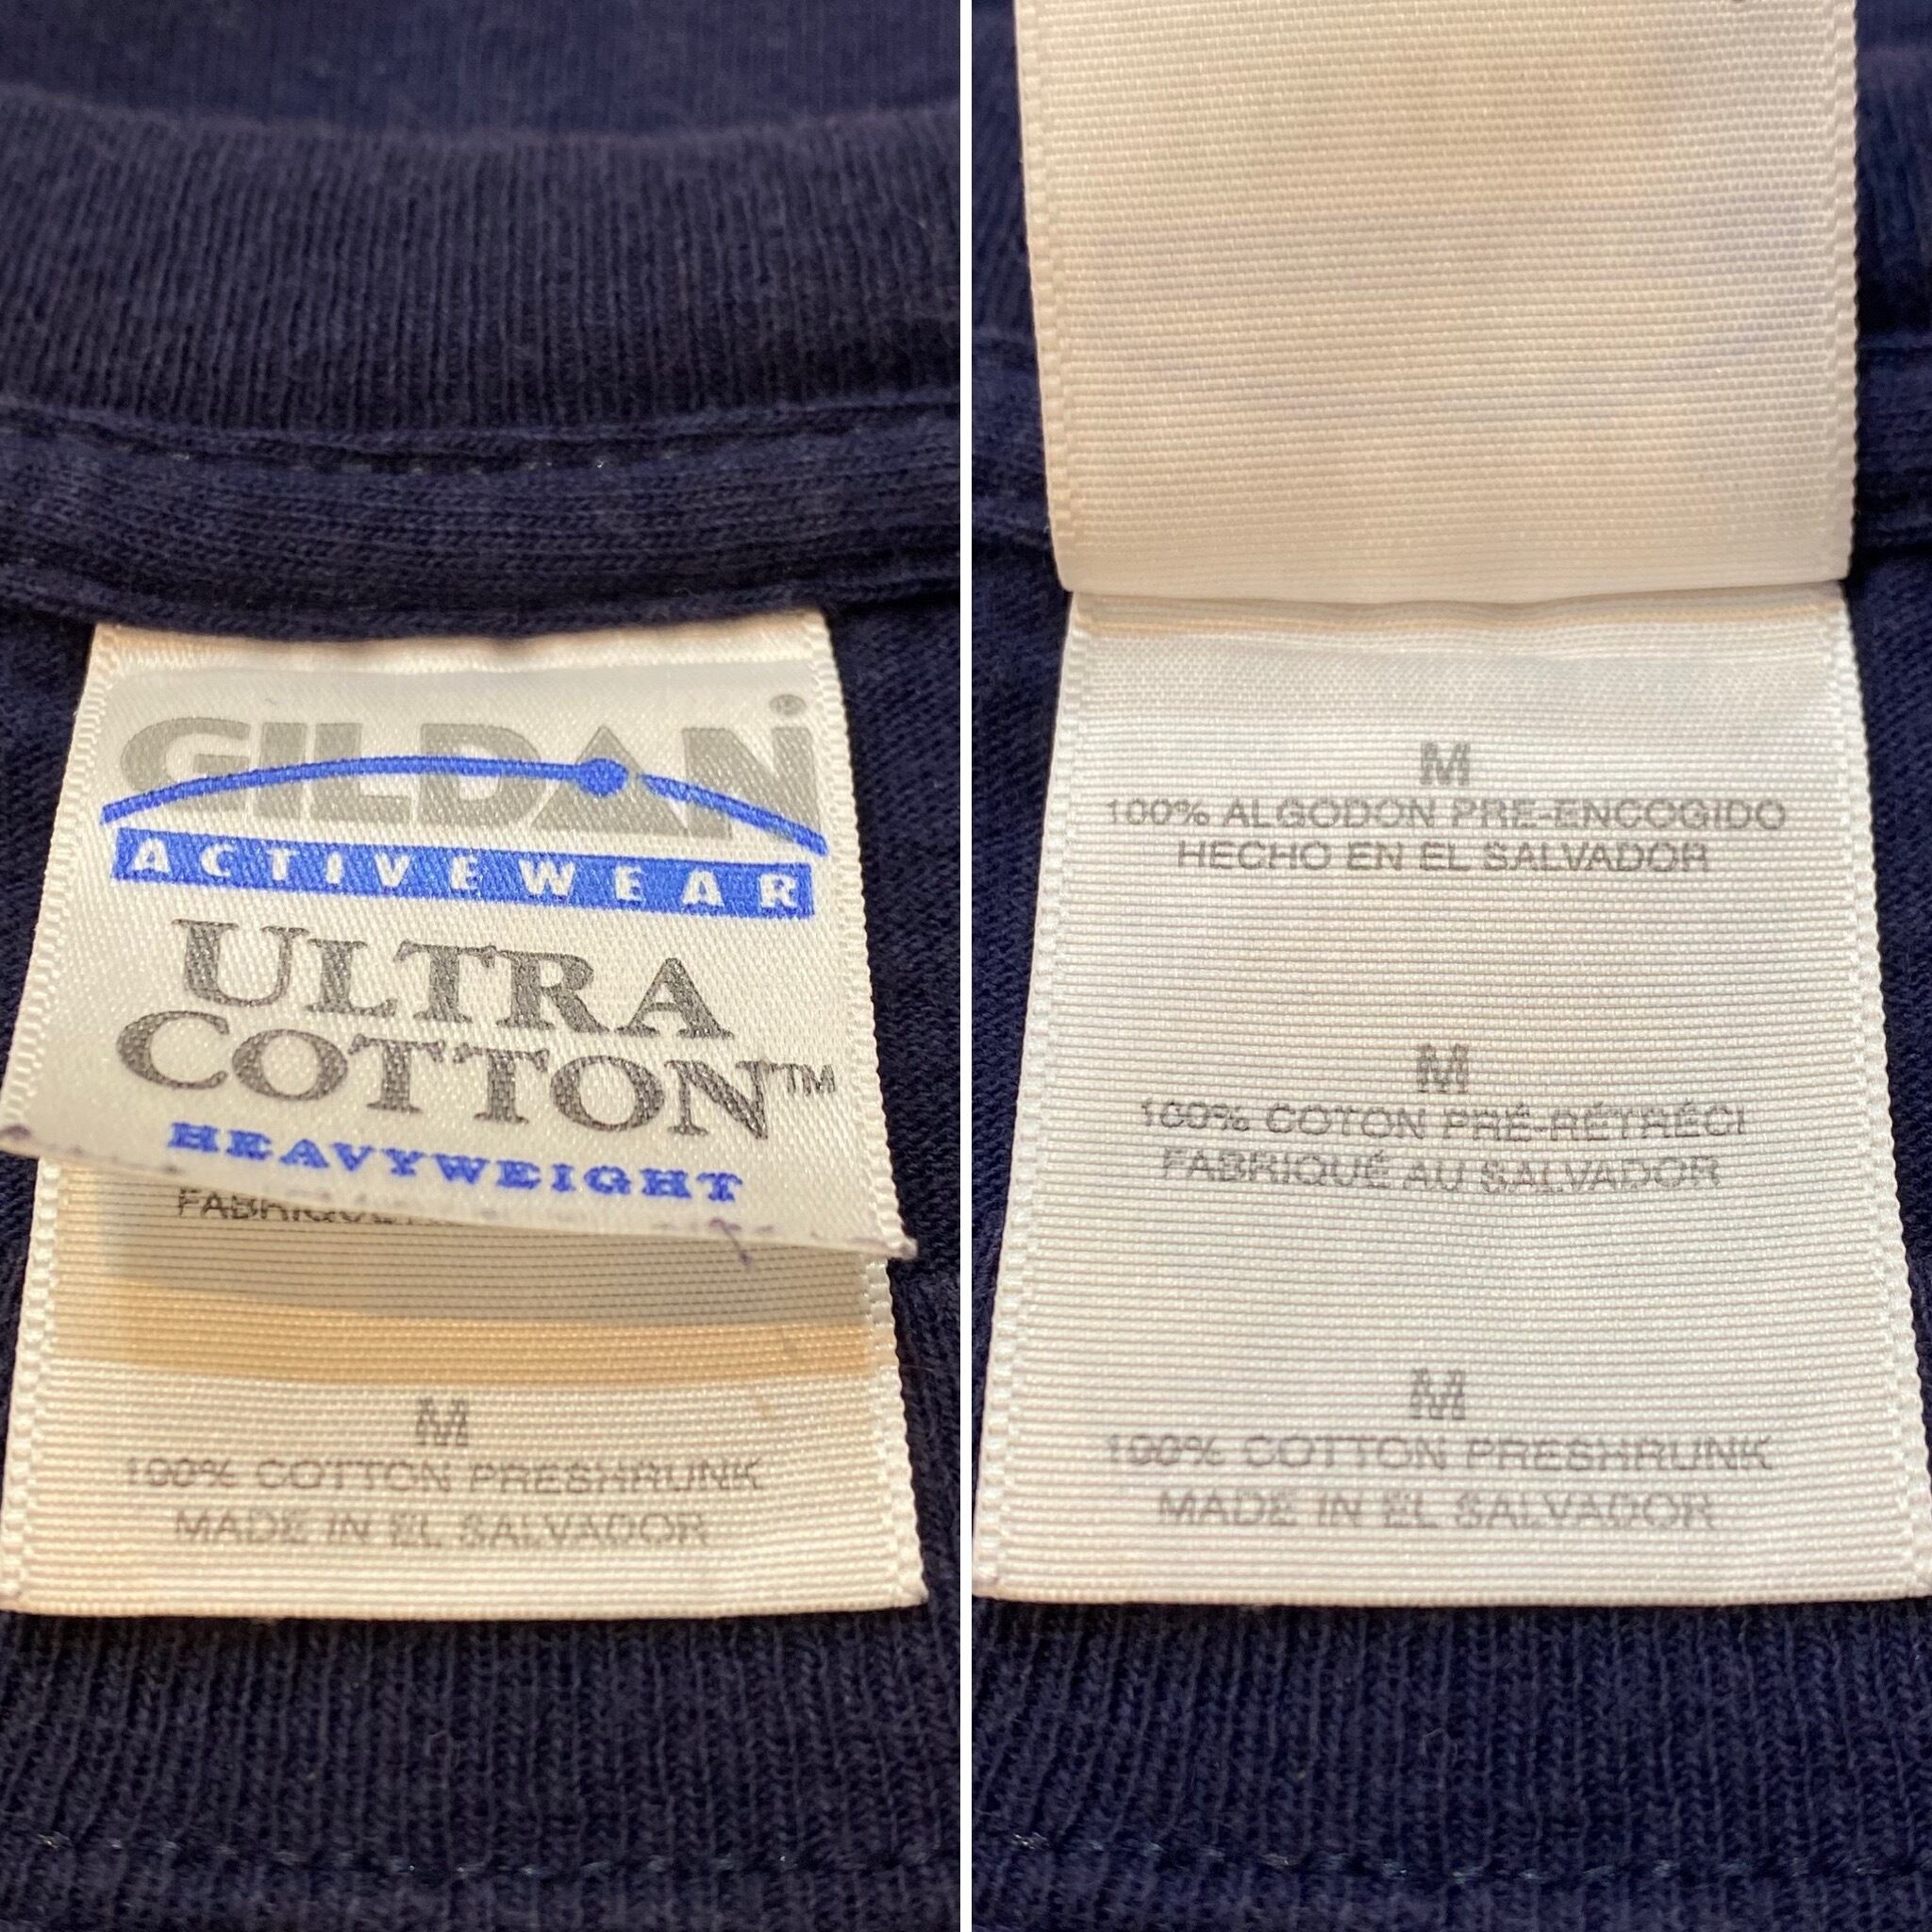 GILDAN®
ACTIVEWEAR
ULTRA
COTTON™
HEAVYWEIGHT
M
100% COTTON PRESHRUNK
MADE IN EL SALVADOR
M
100% ALGODON PRE-ENCOGIDO
HECHO EN EL SALVADOR
M
100% COTON PRÉ-RÉTRÉCI
FABRIQUÉ AU SALVADOR
M
100% COTTON PRESHRUNK
MADE IN EL SALVADOR